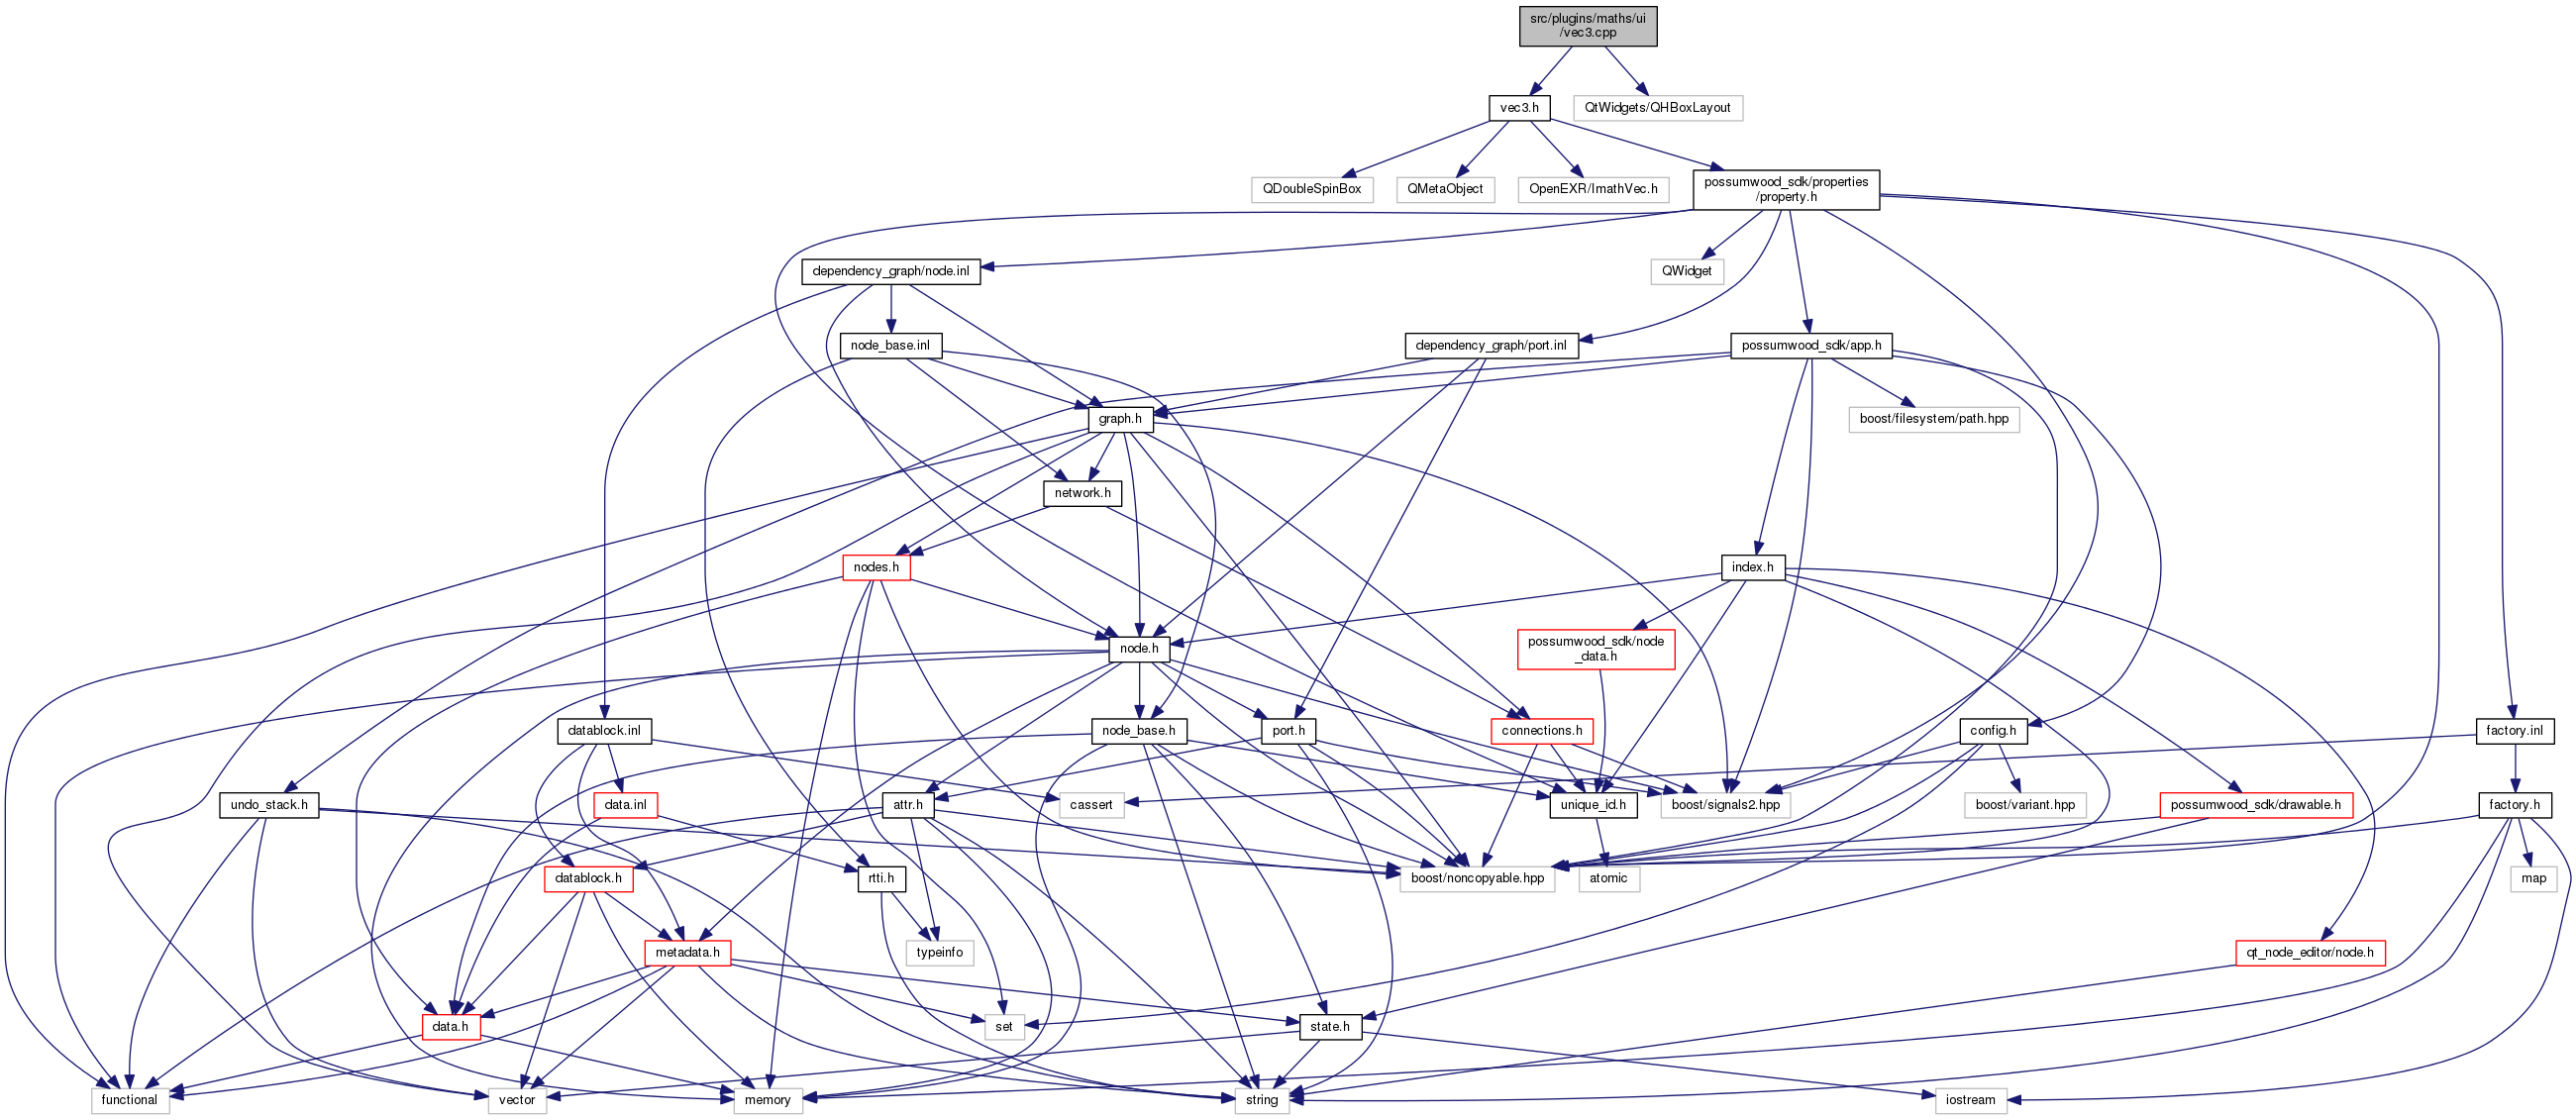 src/plugins/maths/ui
/vec3.cpp
vec3.h
QtWidgets/QHBoxLayout
QDoubleSpinBox
QMetaObject
OpenEXR/ImathVec.h
possumwood_sdk/properties
/property.h
dependency_graph/node.inl
QWidget
node_base.inl
dependency_graph/port.inl
possumwood_sdk/app.h
graph.h
boost/filesystem/path.hpp
network.h
nodes.h
index.h
node.h
possumwood_sdk/node
_data.h
datablock.inl
node_base.h
port.h
connections.h
config.h
factory.inl
undo_stack.h
data.inl
attr.h
cassert
unique_id.h
boost/signals2.hpp
boost/variant.hpp
possumwood_sdk/drawable.h
factory.h
datablock.h
rtti.h
boost/noncopyable.hpp
atomic
map
metadata.h
typeinfo
qt_node_editor/node.h
data.h
set
state.h
functional
vector
memory
string
iostream